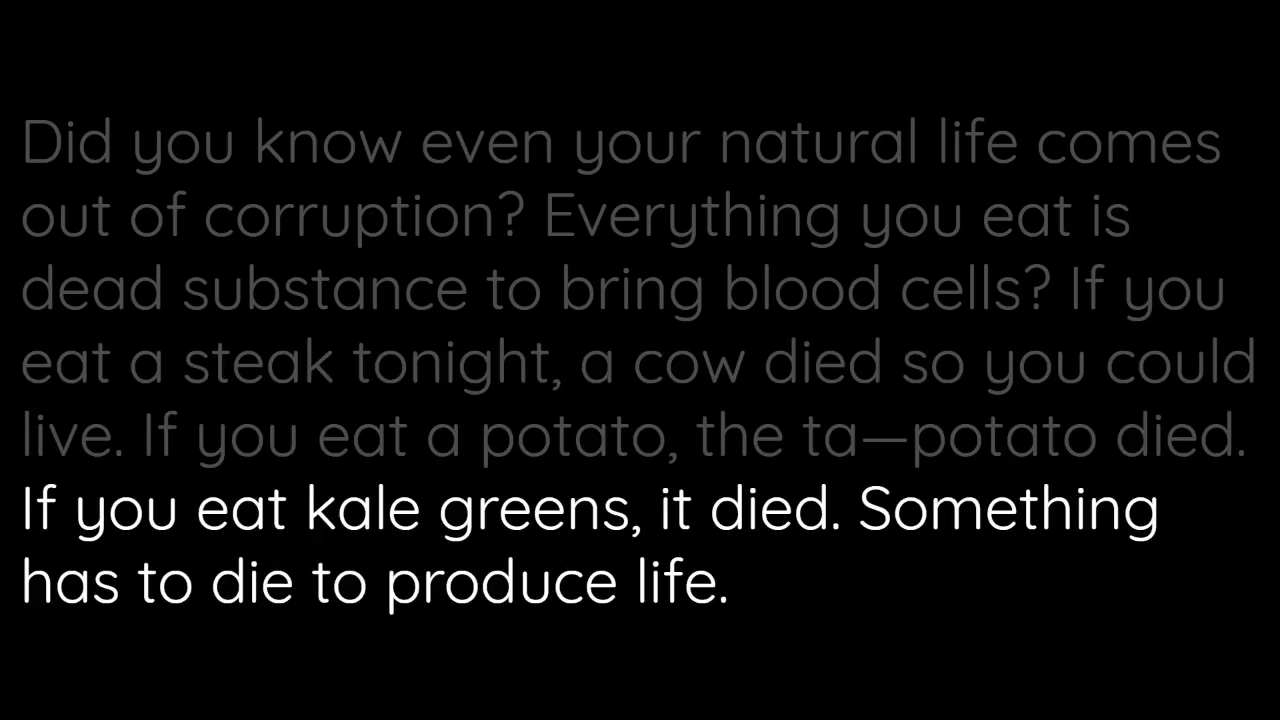 Did you know even your natural life comes
out of corruption? Everything you eat is
dead substance to bring blood cells? If you
eat a steak tonight, a cow died so you could
live. If you eat a potato, the ta—potato died.
If you eat kale greens, it died. Something
has to die to produce life.